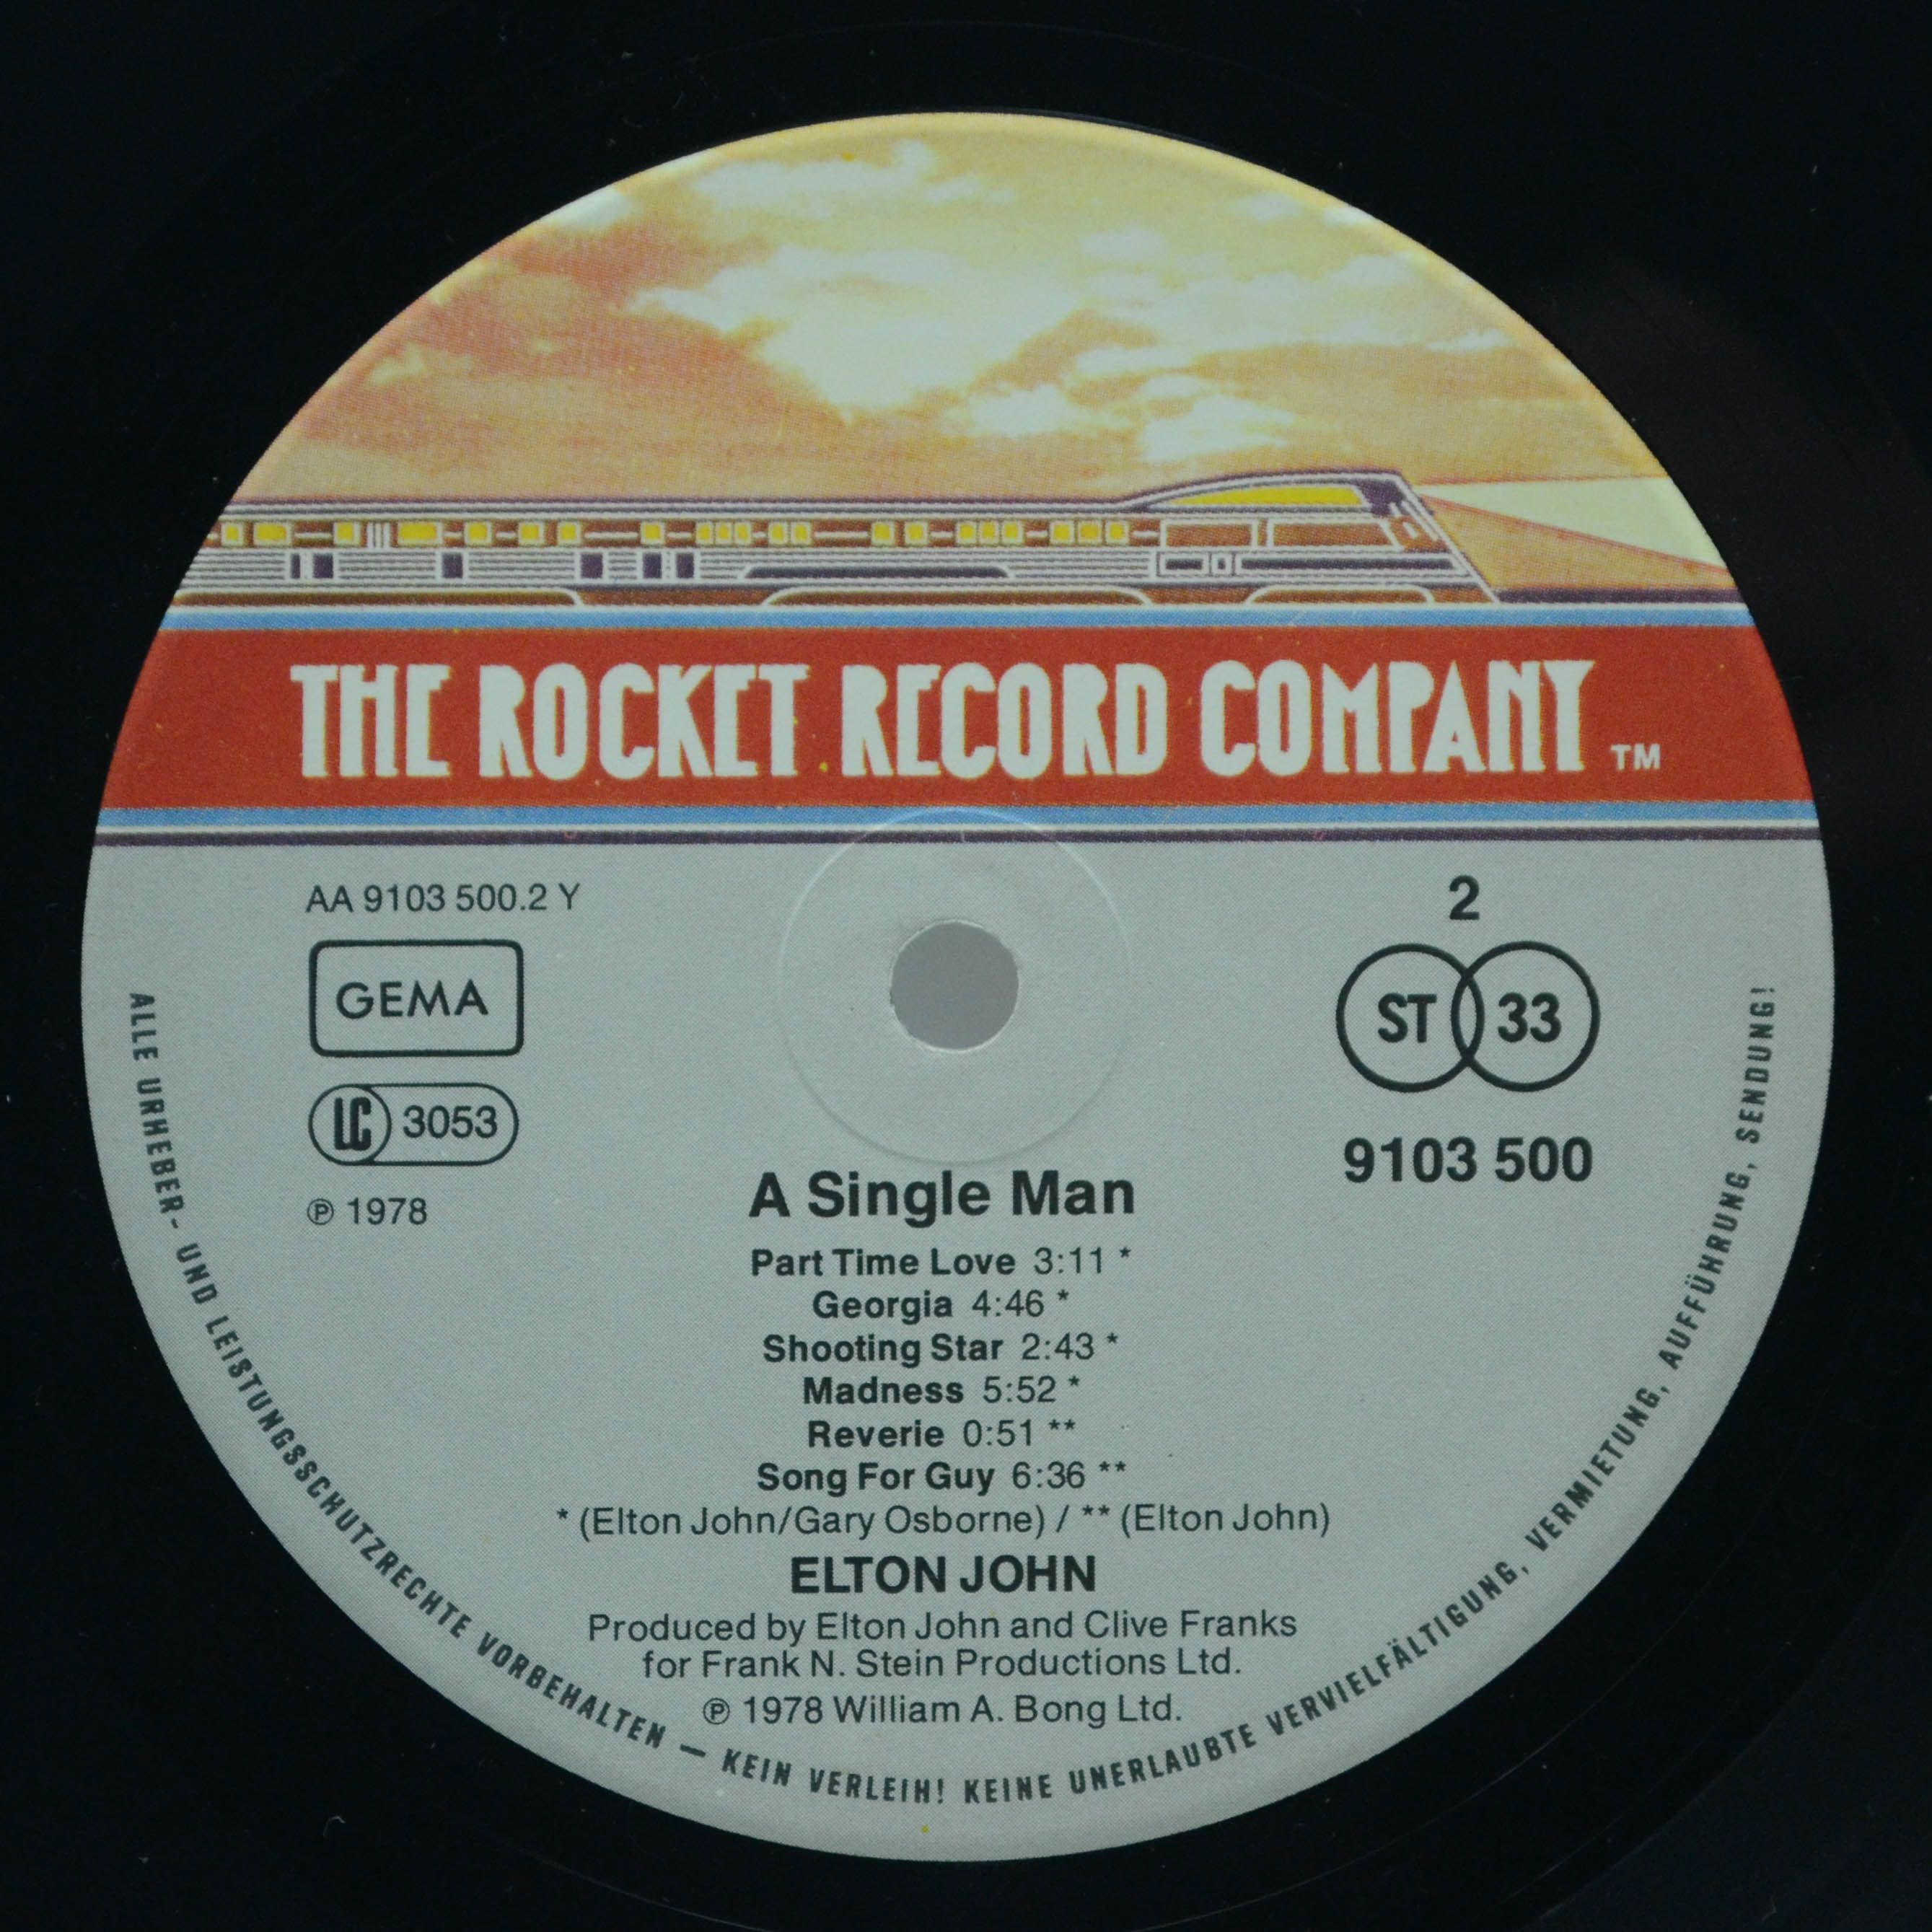 THE ROCKET RECORD COMPANY ™
AA 9103 500.2 Y
GEMA
LC 3053
℗ 1978
2
ST 33
9103 500
A Single Man
Part Time Love 3:11 *
Georgia 4:46 *
Shooting Star 2:43 *
Madness 5:52 *
Reverie 0:51 **
Song For Guy 6:36 **
* (Elton John/Gary Osborne) / ** (Elton John)
ELTON JOHN
Produced by Elton John and Clive Franks
for Frank N. Stein Productions Ltd.
℗ 1978 William A. Bong Ltd.
ALLE URHEBER- UND LEISTUNGSSCHUTZRECHTE VORBEHALTEN – KEIN VERLEIH! KEINE UNERLAUBTE VERVIELFÄLTIGUNG, VERMIETUNG, AUFFÜHRUNG, SENDUNG!